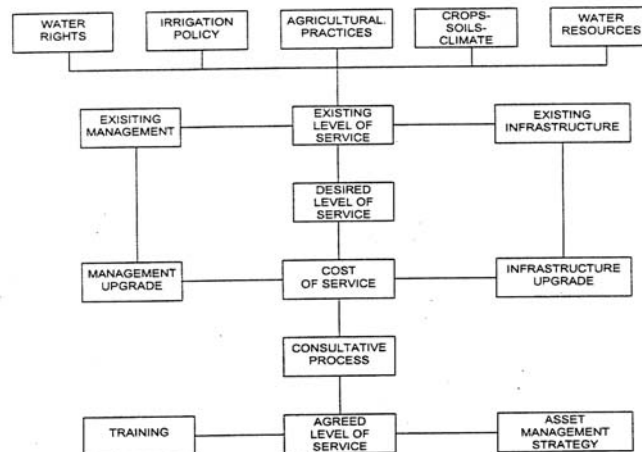 WATER
RIGHTS
IRRIGATION
POLICY
AGRICULTURAL.
PRACTICES
CROPS-
SOILS-
CLIMATE
WATER
RESOURCES
EXISITING
MANAGEMENT
EXISTING
LEVEL OF
SERVICE
EXISTING
INFRASTRUCTURE
DESIRED
LEVEL OF
SERVICE
MANAGEMENT
UPGRADE
COST
OF SERVICE
INFRASTRUCTURE
UPGRADE
CONSULTATIVE
PROCESS
TRAINING
AGREED
LEVEL OF
SERVICE
ASSET
MANAGEMENT
STRATEGY